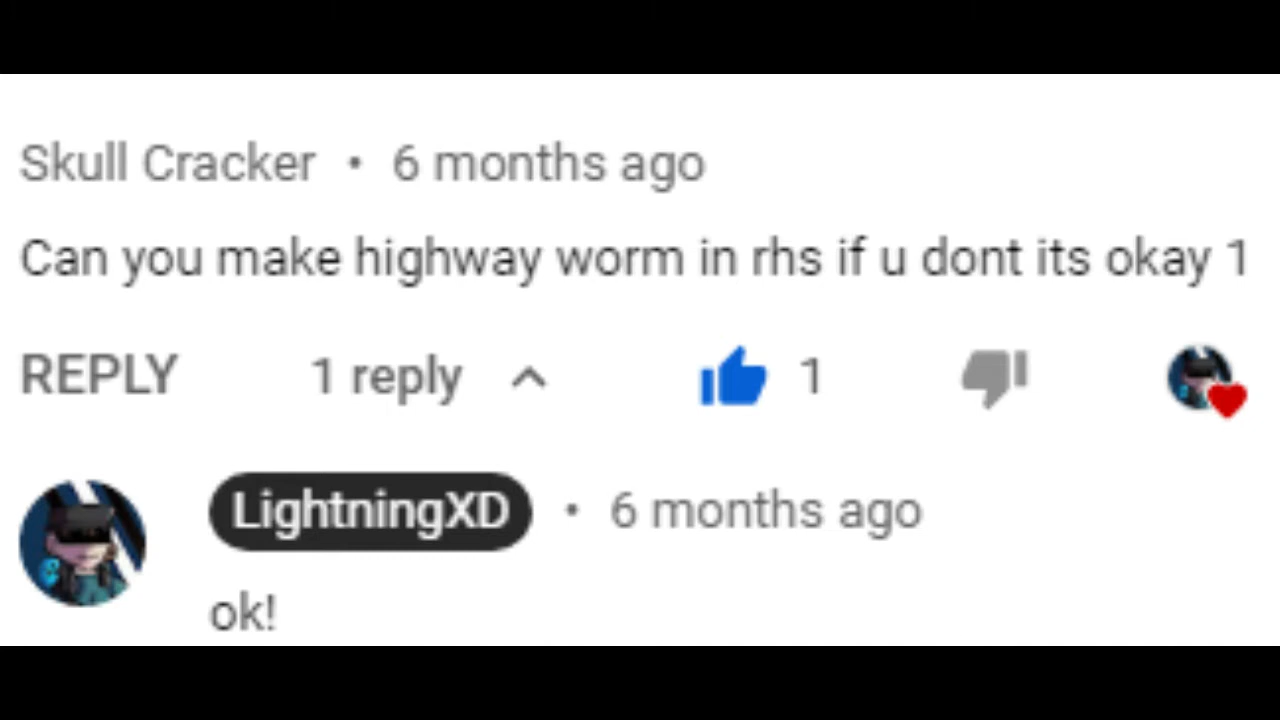 Skull Cracker • 6 months ago
Can you make highway worm in rhs if u dont its okay 1
REPLY 1 reply 1
LightningXD • 6 months ago
ok!